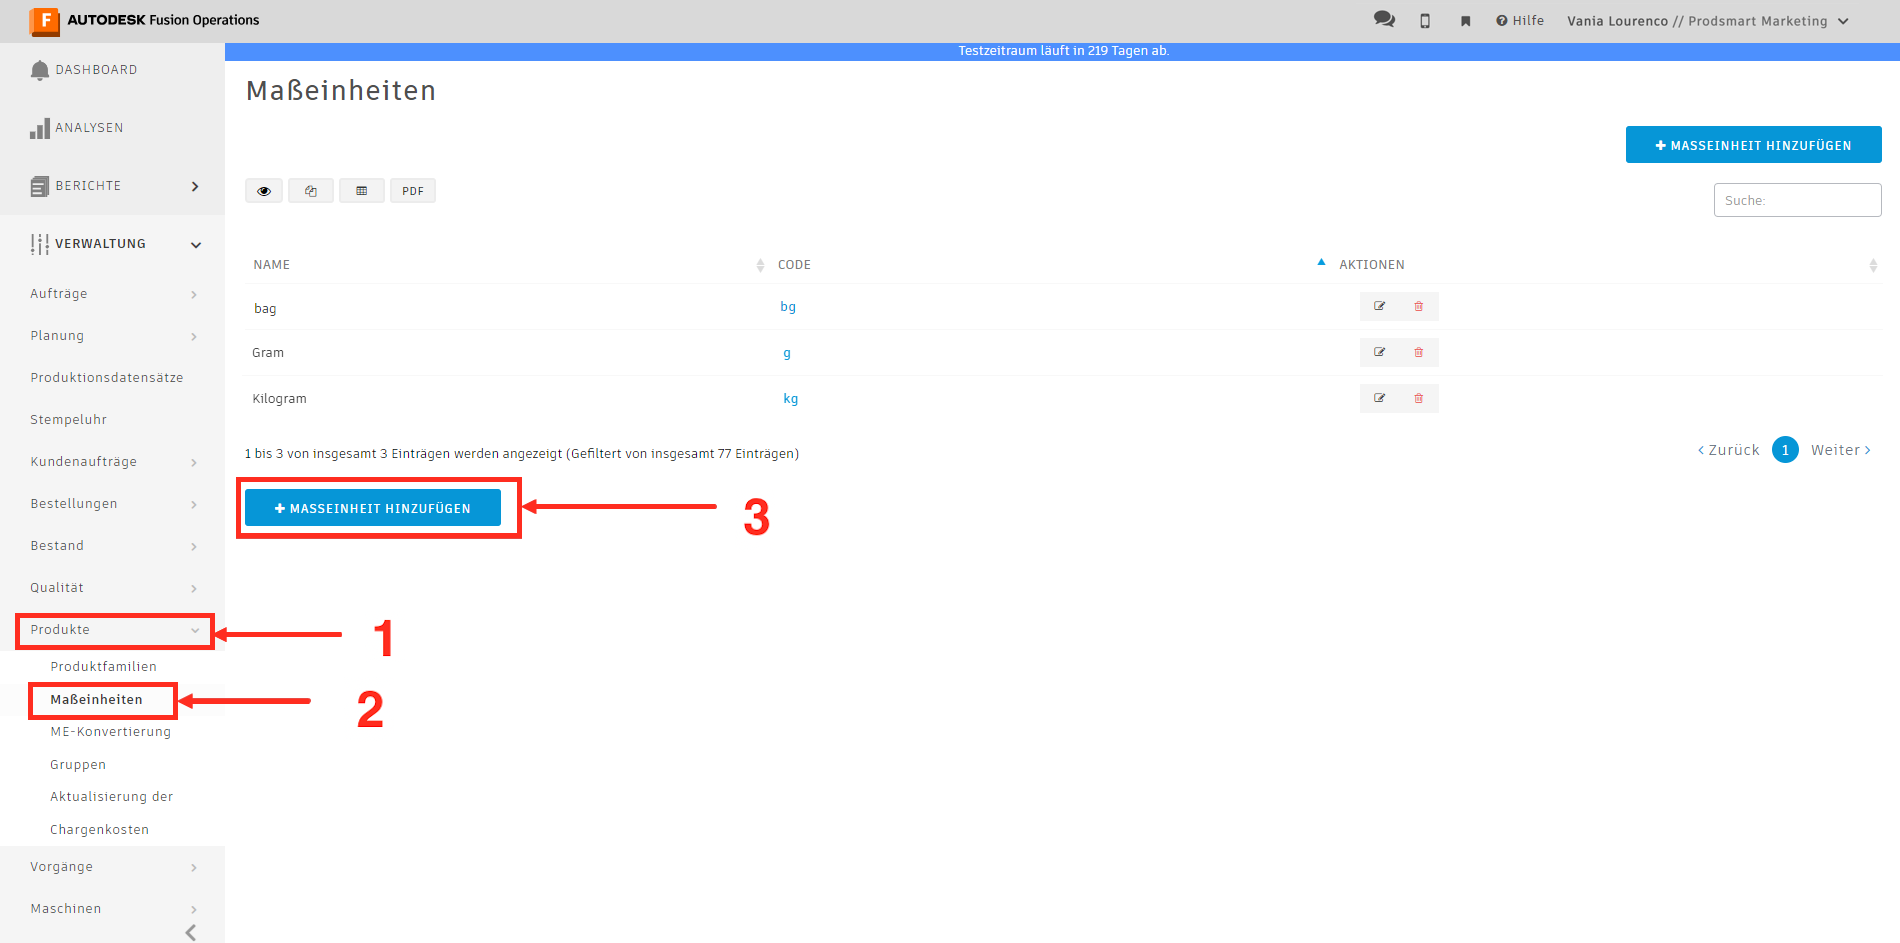 F AUTODESK Fusion Operations
Hilfe
Vania Lourenco // Prodsmart Marketing
Testzeitraum läuft in 219 Tagen ab.
DASHBOARD
ANALYSEN
BERICHTE
VERWALTUNG
Aufträge
Planung
Produktionsdatensätze
Stempeluhr
Kundenaufträge
Bestellungen
Bestand
Qualität
Produkte
1
Produktfamilien
Maßeinheiten
2
ME-Konvertierung
Gruppen
Aktualisierung der
Chargenkosten
Vorgänge
Maschinen
Maßeinheiten
+ MASSEINHEIT HINZUFÜGEN
PDF
Suche:
NAME CODE AKTIONEN
bag bg
Gram g
Kilogram kg
1 bis 3 von insgesamt 3 Einträgen werden angezeigt (Gefiltert von insgesamt 77 Einträgen)
< Zurück 1 Weiter >
+ MASSEINHEIT HINZUFÜGEN
3